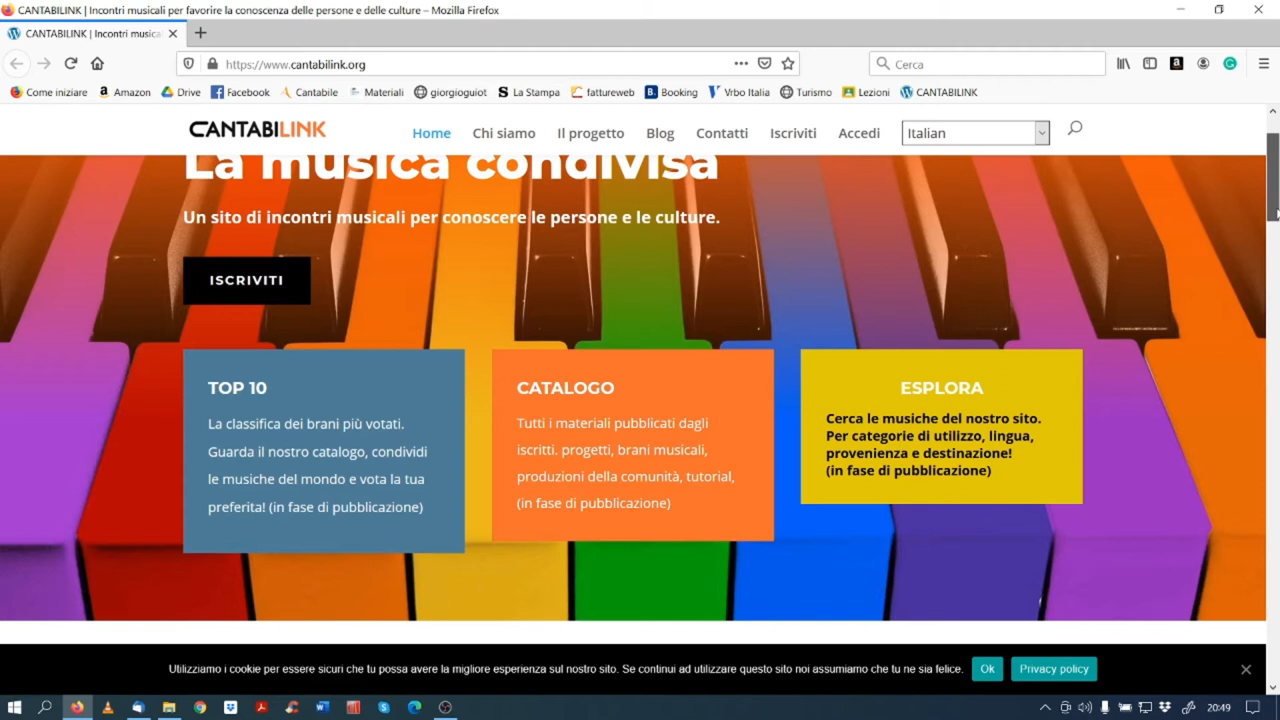 CANTABILINK | Incontri musicali per favorire la conoscenza delle persone e delle culture – Mozilla Firefox
CANTABILINK | Incontri musica
https://www.cantabilink.org
Cerca
Come iniziare Amazon Drive Facebook Cantabile Materiali giorgioguiot La Stampa fattureweb Booking Vrbo Italia Turismo Lezioni CANTABILINK
CANTABILINK Home Chi siamo Il progetto Blog Contatti Iscriviti Accedi Italian
La musica condivisa
Un sito di incontri musicali per conoscere le persone e le culture.
ISCRIVITI
TOP 10
La classifica dei brani più votati.
Guarda il nostro catalogo, condividi
le musiche del mondo e vota la tua
preferita! (in fase di pubblicazione)
CATALOGO
Tutti i materiali pubblicati dagli
iscritti. progetti, brani musicali,
produzioni della comunità, tutorial,
(in fase di pubblicazione)
ESPLORA
Cerca le musiche del nostro sito.
Per categorie di utilizzo, lingua,
provenienza e destinazione!
(in fase di pubblicazione)
Utilizziamo i cookie per essere sicuri che tu possa avere la migliore esperienza sul nostro sito. Se continui ad utilizzare questo sito noi assumiamo che tu ne sia felice. Ok Privacy policy
20:49